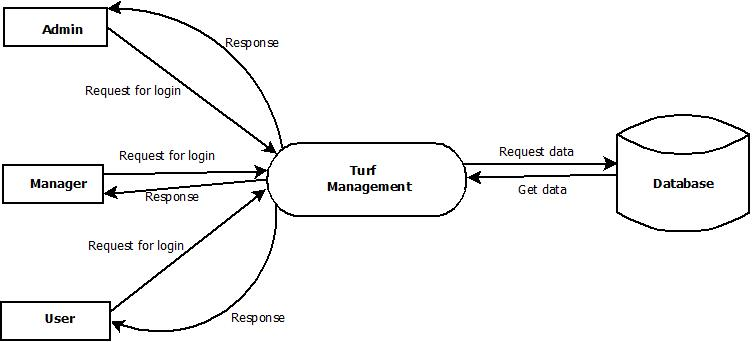 Admin
Response
Request for login
Request for login
Manager
Response
Turf
Management
Request data
Get data
Database
Request for login
User
Response